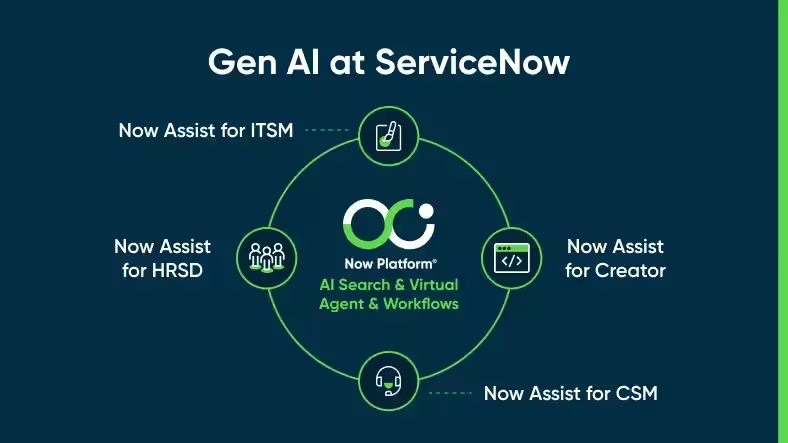 Gen AI at ServiceNow
Now Assist for ITSM
Now Assist
for HRSD
Now Platform®
AI Search & Virtual
Agent & Workflows
</>
Now Assist
for Creator
Now Assist for CSM